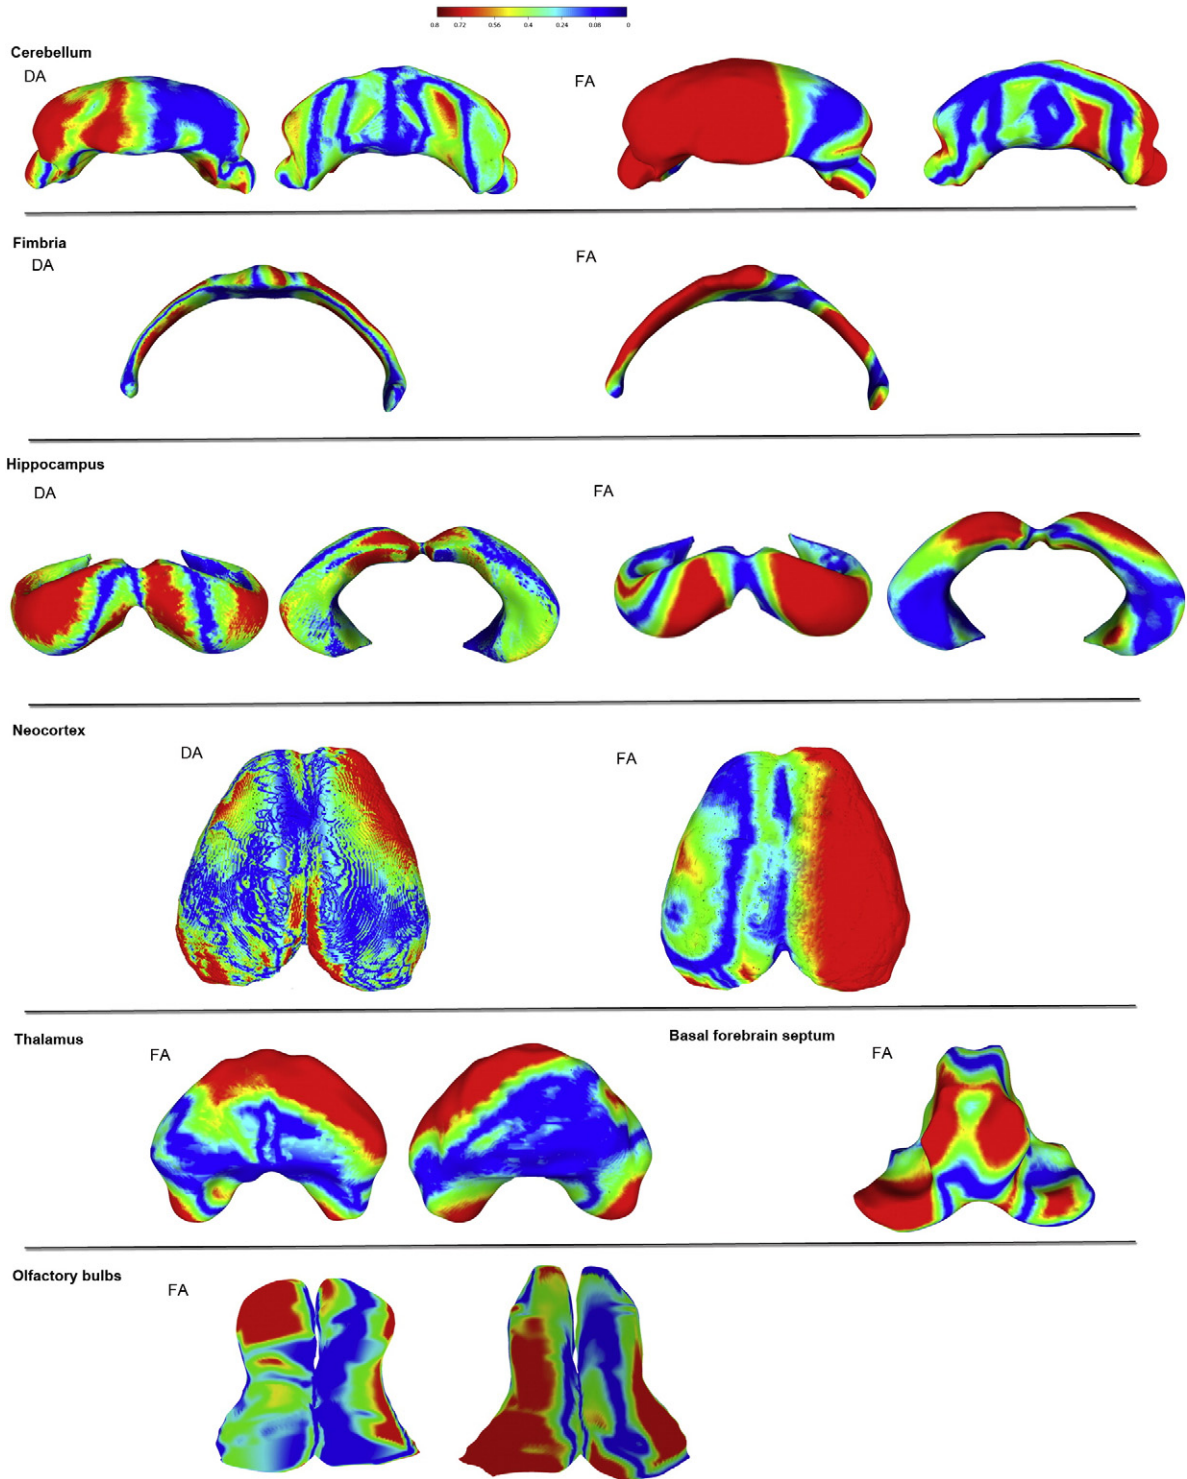 0.8 0.72 0.56 0.4 0.24 0.08 0
Cerebellum
DA
FA
Fimbria
DA
FA
Hippocampus
DA
FA
Neocortex
DA
FA
Thalamus
FA
Basal forebrain septum
FA
Olfactory bulbs
FA